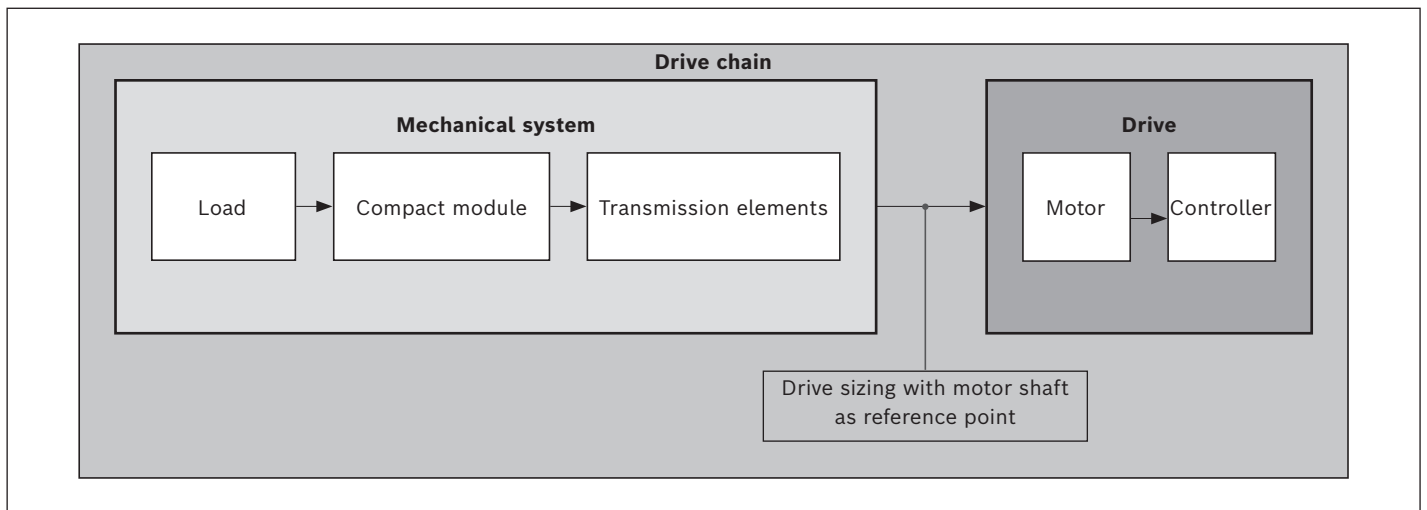 Drive chain
Mechanical system
Drive
Load
Compact module
Transmission elements
Motor
Controller
Drive sizing with motor shaft
as reference point